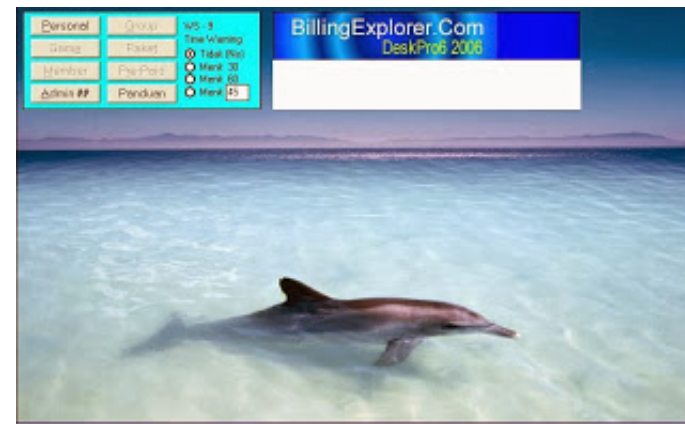 Personal
Group
WS - 9
Time Warning
Game
Paket
Tidak (No)
Menit 30
Member
Pre-Paid
Menit 60
Admin ##
Panduan
Menit 45
BillingExplorer.Com
DeskPro6 2006